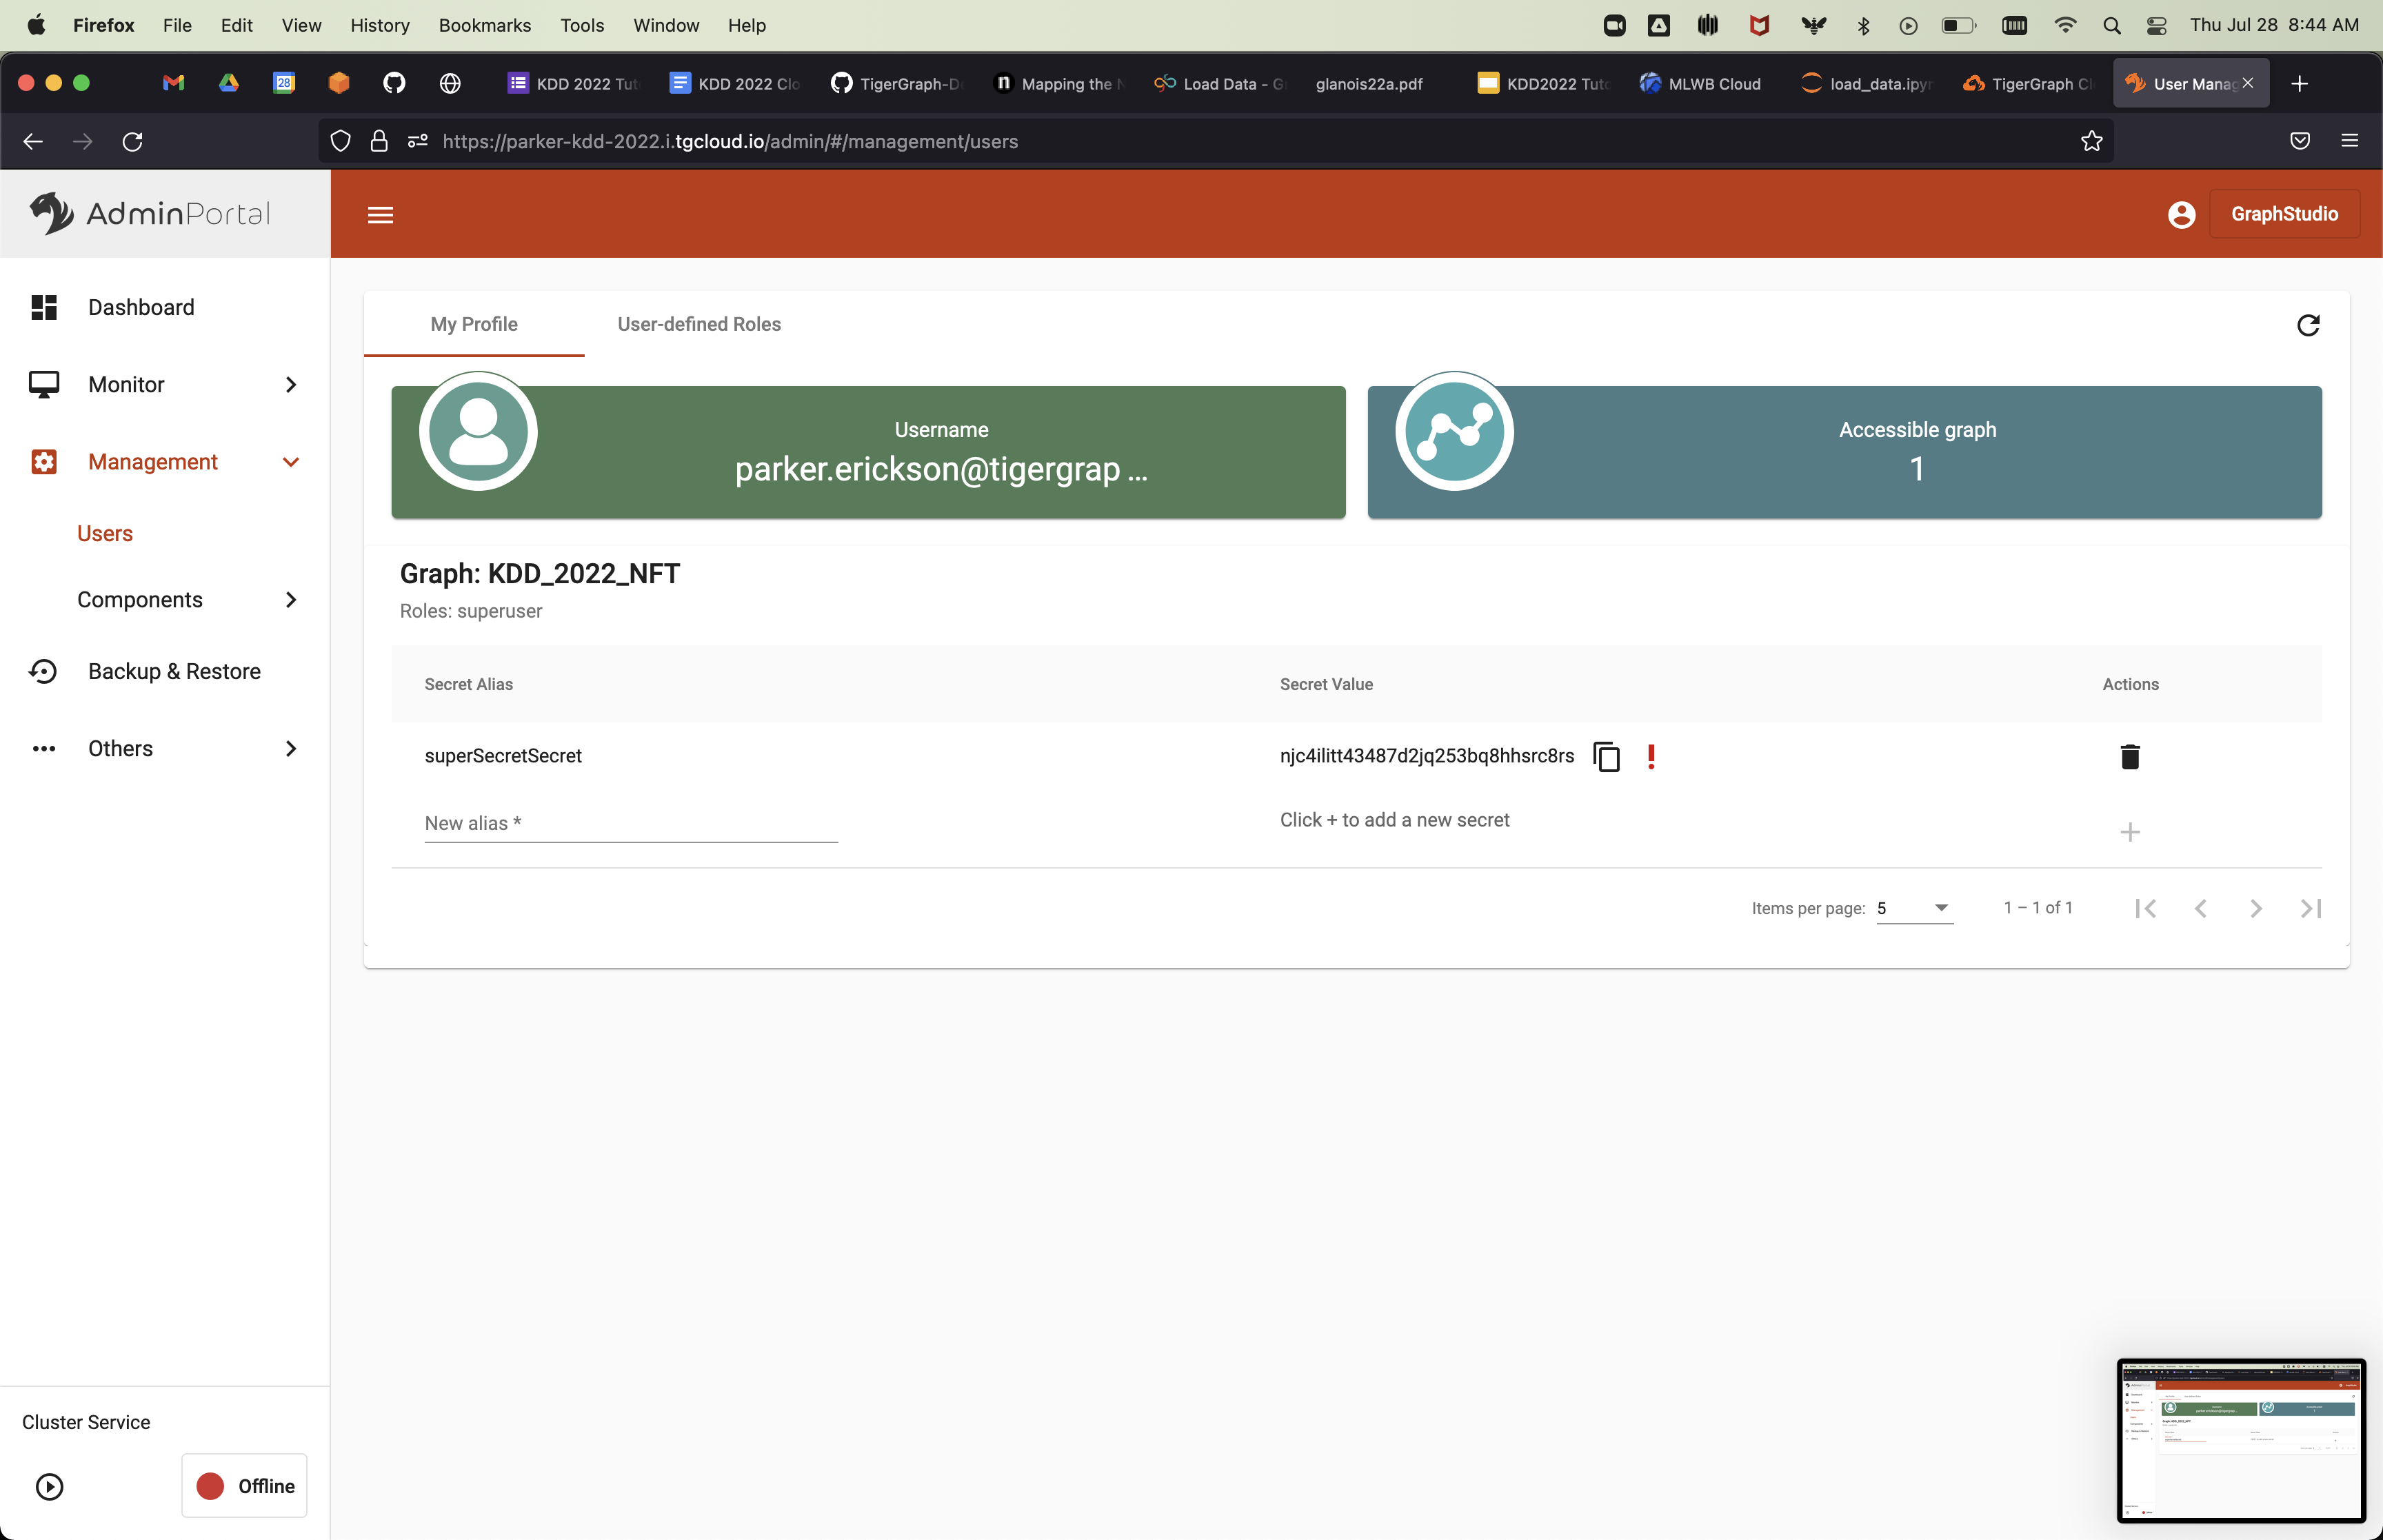 Firefox File Edit View History Bookmarks Tools Window Help Thu Jul 28 8:44 AM
28 KDD 2022 Tut KDD 2022 Clo TigerGraph-D Mapping the N Load Data - G glanois22a.pdf KDD2022 Tuto MLWB Cloud load_data.ipyn TigerGraph Cl User Manag
https://parker-kdd-2022.i.tgcloud.io/admin/#/management/users
AdminPortal
GraphStudio
Dashboard
Monitor
Management
Users
Components
Backup & Restore
Others
My Profile User-defined Roles
Username
parker.erickson@tigergrap ...
Accessible graph
1
Graph: KDD_2022_NFT
Roles: superuser
Secret Alias Secret Value Actions
superSecretSecret njc4ilitt43487d2jq253bq8hhsrc8rs
New alias * Click + to add a new secret
Items per page: 5 1 – 1 of 1
Cluster Service
Offline